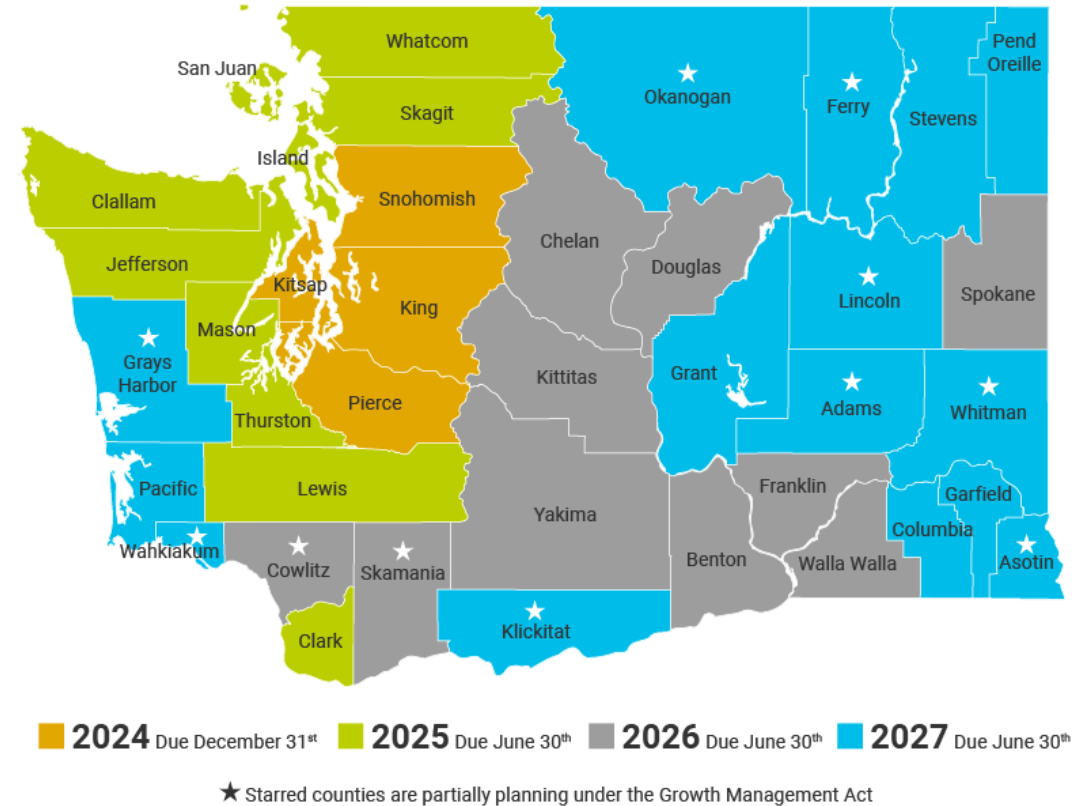 Whatcom
San Juan
Skagit
Island
Clallam
Snohomish
Jefferson
Kitsap
King
Mason
Grays
Harbor
Thurston
Pierce
Pacific
Lewis
Wahkiakum
Cowlitz
Skamania
Clark
Okanogan
Ferry
Stevens
Pend
Oreille
Chelan
Douglas
Lincoln
Spokane
Kittitas
Grant
Adams
Whitman
Yakima
Benton
Franklin
Walla Walla
Columbia
Garfield
Asotin
Klickitat
2024 Due December 31st
2025 Due June 30th
2026 Due June 30th
2027 Due June 30th
★ Starred counties are partially planning under the Growth Management Act